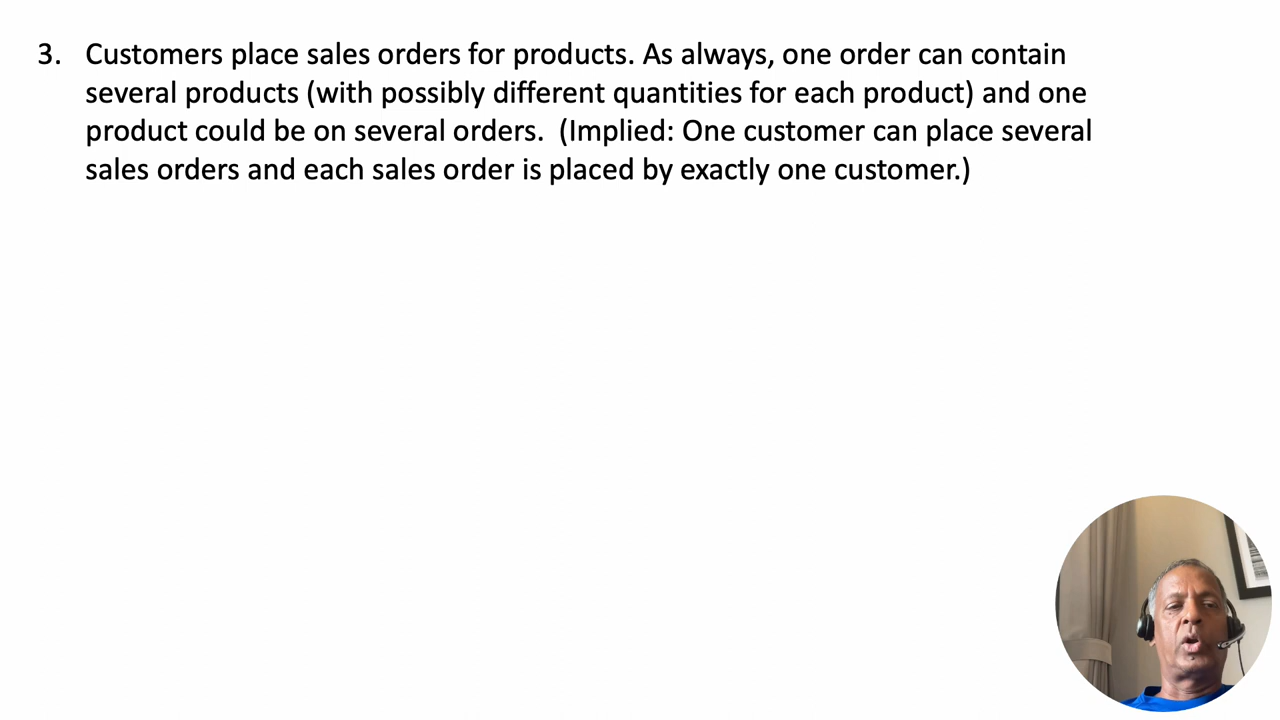 3. Customers place sales orders for products. As always, one order can contain
several products (with possibly different quantities for each product) and one
product could be on several orders.  (Implied: One customer can place several
sales orders and each sales order is placed by exactly one customer.)